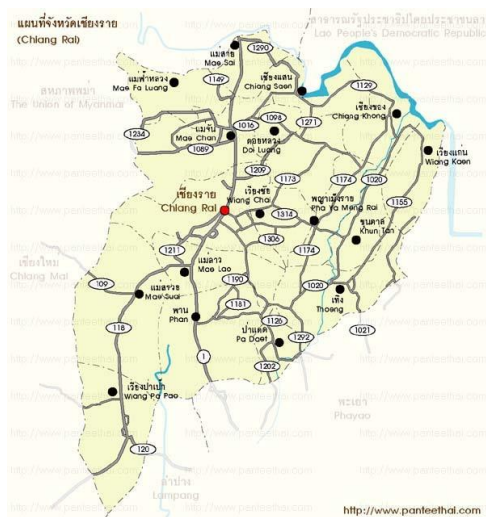 แผนที่จังหวัดเชียงราย
(Chiang Rai)
สาธารณรัฐประชาธิปไตยประชาชนลาว
Lao People's Democratic Republic
แม่สาย
Mae Sai
1290
แม่ฟ้าหลวง
Mae Fa Luang
1149
เชียงแสน
Chiang Saen
1129
สหภาพพม่า
The Union of Myanmar
เชียงของ
Chiang Khong
1016
1098
1271
1234
แม่จัน
Mae Chan
ดอยหลวง
Doi Luang
1089
เวียงแก่น
Wiang Kaen
1209
1173
1174
1020
1155
เชียงราย
Chiang Rai
เวียงชัย
Wiang Chai
1314
พญาเม็งราย
Pha Ya Meng Rai
ขุนตาล
Khun Tan
1211
1306
1174
เชียงใหม่
Chiang Mai
แม่ลาว
Mae Lao
109
แม่สรวย
Mae Suai
1190
1020
เทิง
Thoeng
1151
พาน
Phan
118
1126
1021
ป่าแดด
Pa Daet
1292
1
1202
เวียงป่าเป้า
Wiang Pa Pao
พะเยา
Phayao
120
ลำปาง
Lampang
http://www.panteethai.com